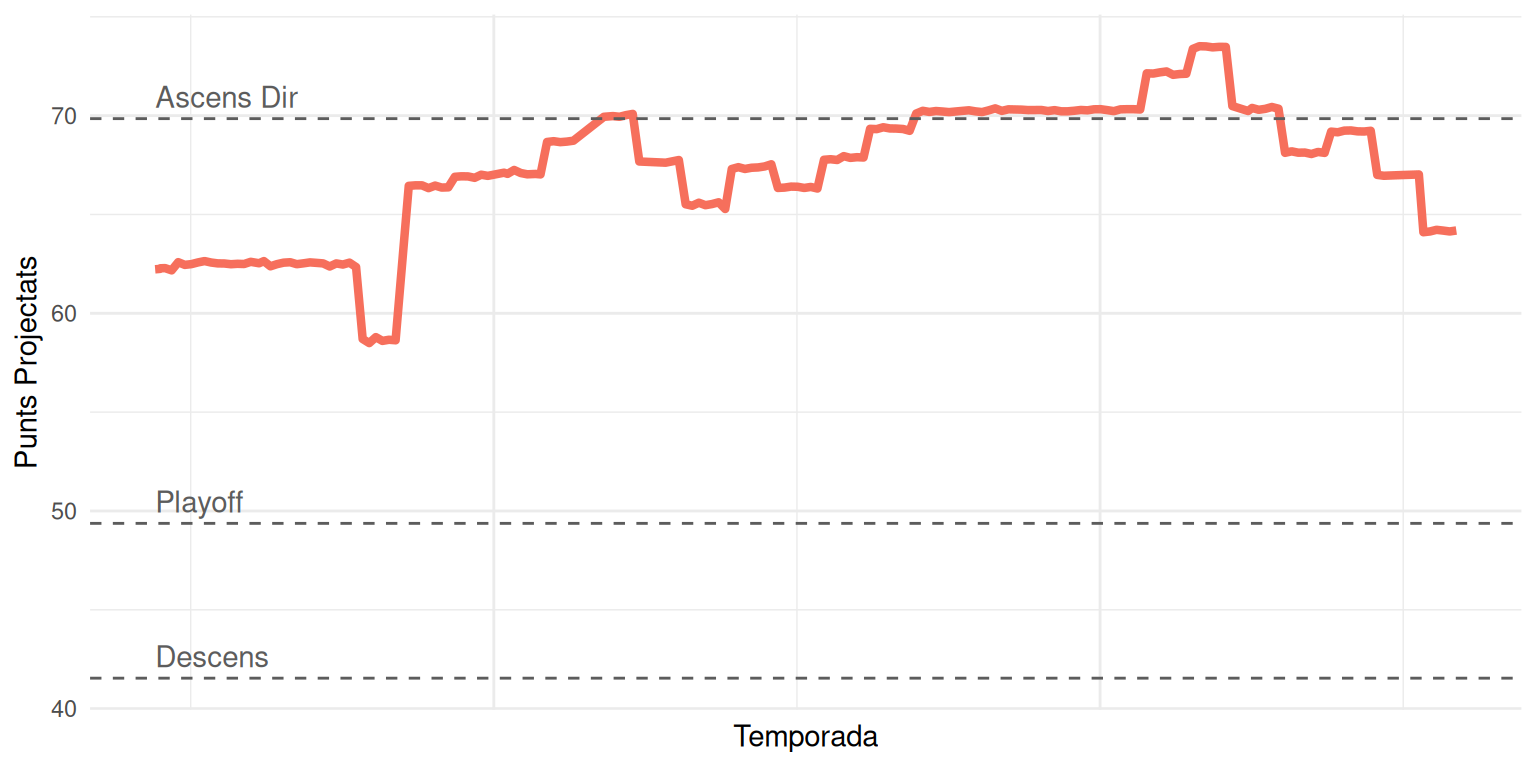 Punts Projectats
70
60
50
40
Ascens Dir
Playoff
Descens
Temporada